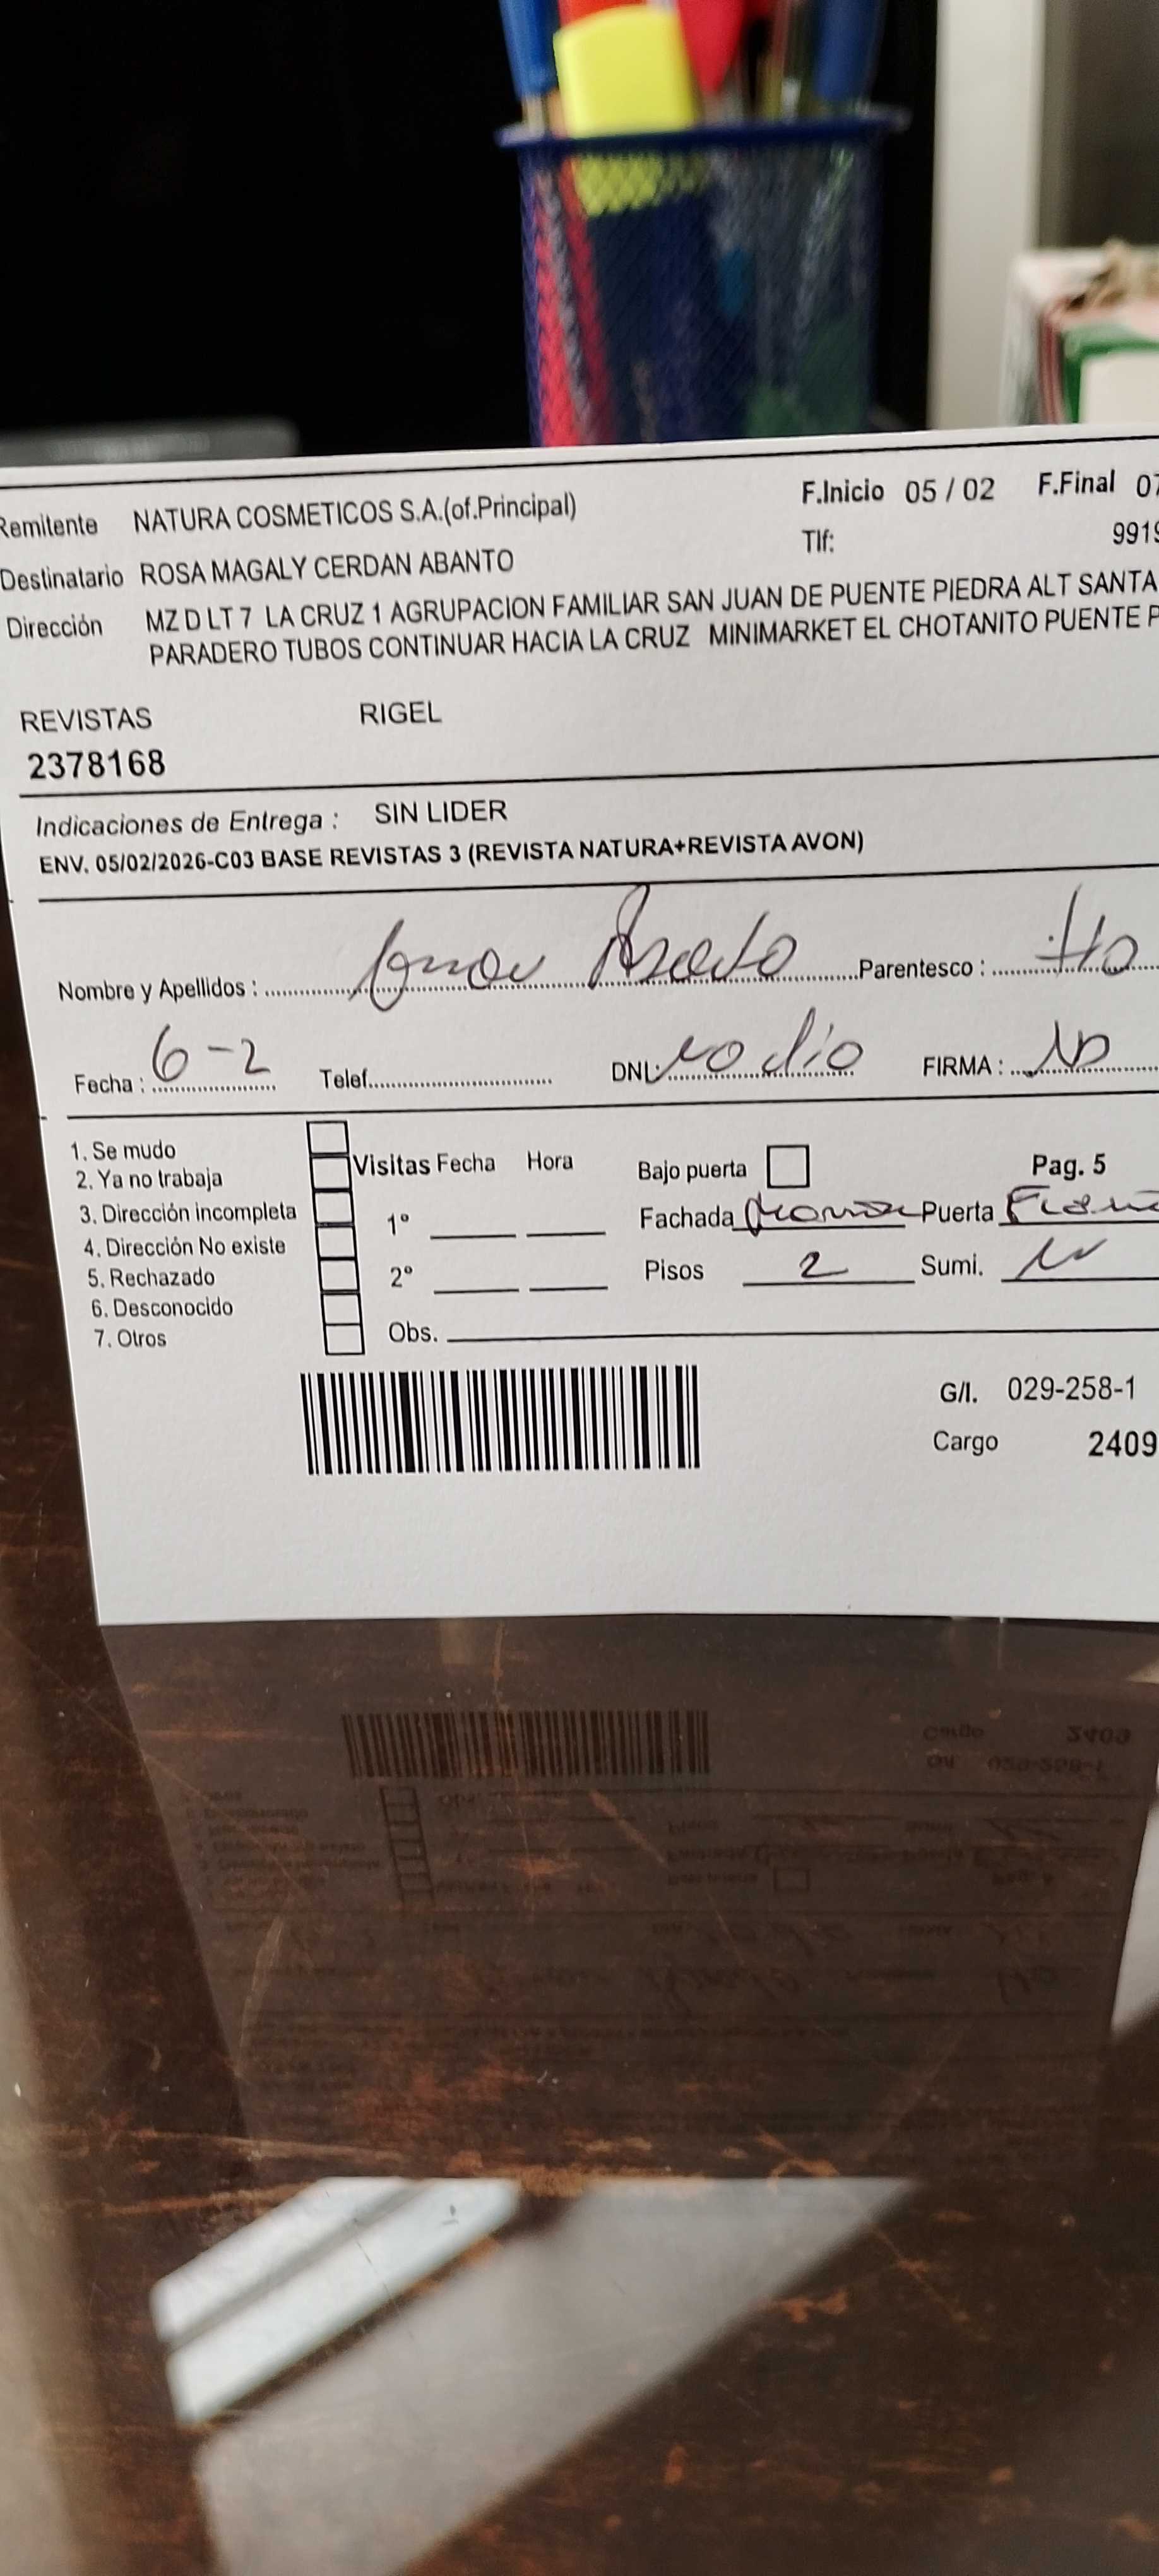 Remitente NATURA COSMETICOS S.A.(of.Principal) F.Inicio 05 / 02 F.Final 07
Tlf: 9919
Destinatario ROSA MAGALY CERDAN ABANTO
Dirección MZ D LT 7 LA CRUZ 1 AGRUPACION FAMILIAR SAN JUAN DE PUENTE PIEDRA ALT SANTA
PARADERO TUBOS CONTINUAR HACIA LA CRUZ MINIMARKET EL CHOTANITO PUENTE P
REVISTAS RIGEL
2378168
Indicaciones de Entrega : SIN LIDER
ENV. 05/02/2026-C03 BASE REVISTAS 3 (REVISTA NATURA+REVISTA AVON)
Nombre y Apellidos : Parentesco :
Fecha : 6-2 Telef. DNI: no dio FIRMA :
1. Se mudo
2. Ya no trabaja
3. Dirección incompleta
4. Dirección No existe
5. Rechazado
6. Desconocido
7. Otros
Visitas Fecha Hora
1º
2º
Obs.
Bajo puerta Pag. 5
Fachada Puerta
Pisos 2 Sumi.
G/I. 029-258-1
Cargo 2409